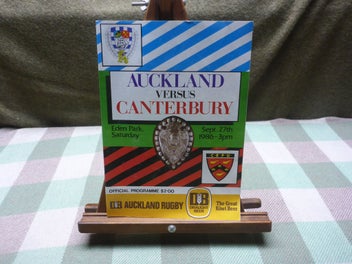 AUCKLAND
VERSUS
CANTERBURY
Eden Park, Sept. 27th
Saturday 1986-3pm
OFFICIAL PROGRAMME $2.00
AUCKLAND RUGBY
The Great
Kiwi Beer